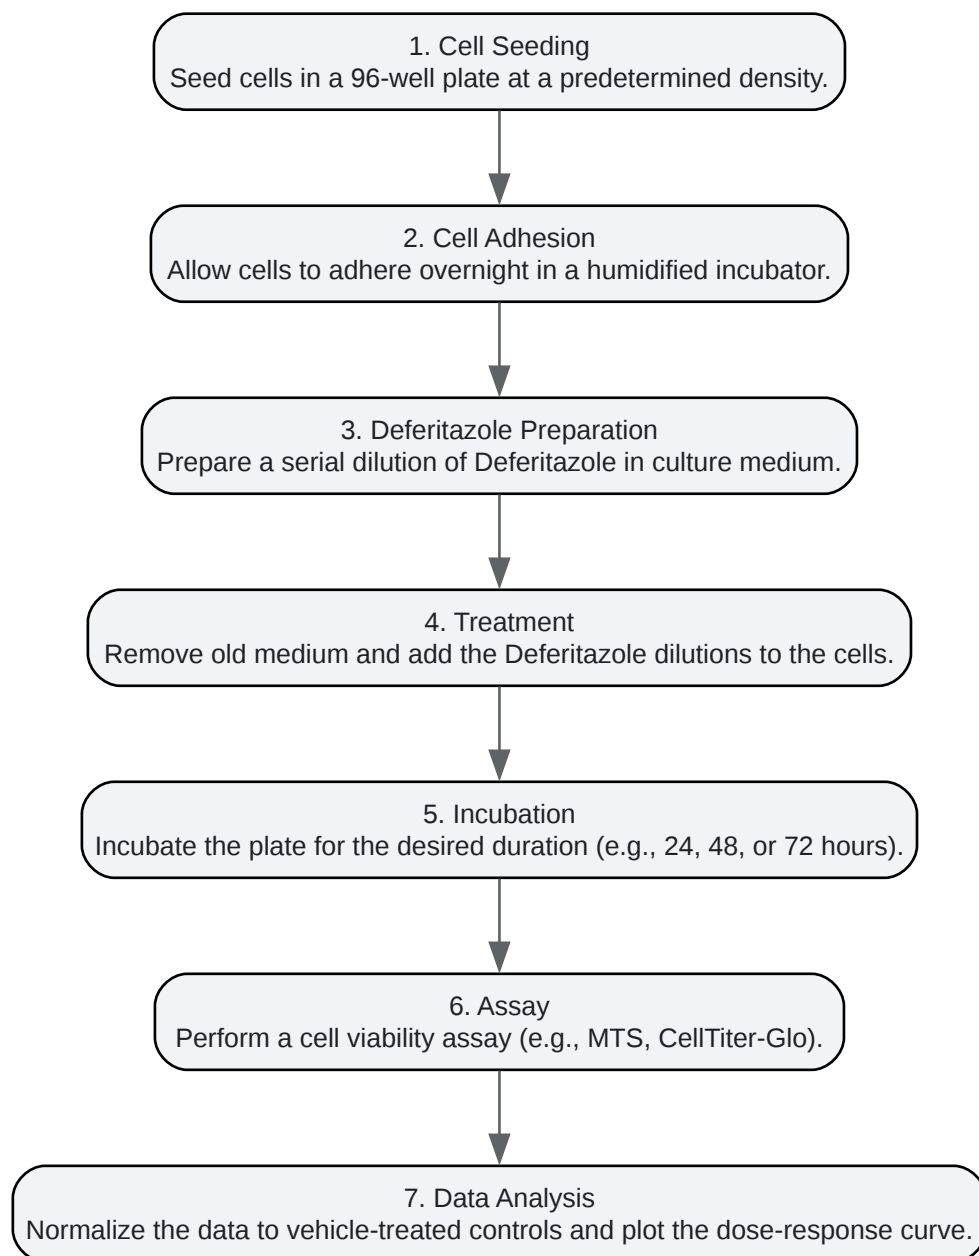 1. Cell Seeding
Seed cells in a 96-well plate at a predetermined density.
2. Cell Adhesion
Allow cells to adhere overnight in a humidified incubator.
3. Deferitazole Preparation
Prepare a serial dilution of Deferitazole in culture medium.
4. Treatment
Remove old medium and add the Deferitazole dilutions to the cells.
5. Incubation
Incubate the plate for the desired duration (e.g., 24, 48, or 72 hours).
6. Assay
Perform a cell viability assay (e.g., MTS, CellTiter-Glo).
7. Data Analysis
Normalize the data to vehicle-treated controls and plot the dose-response curve.